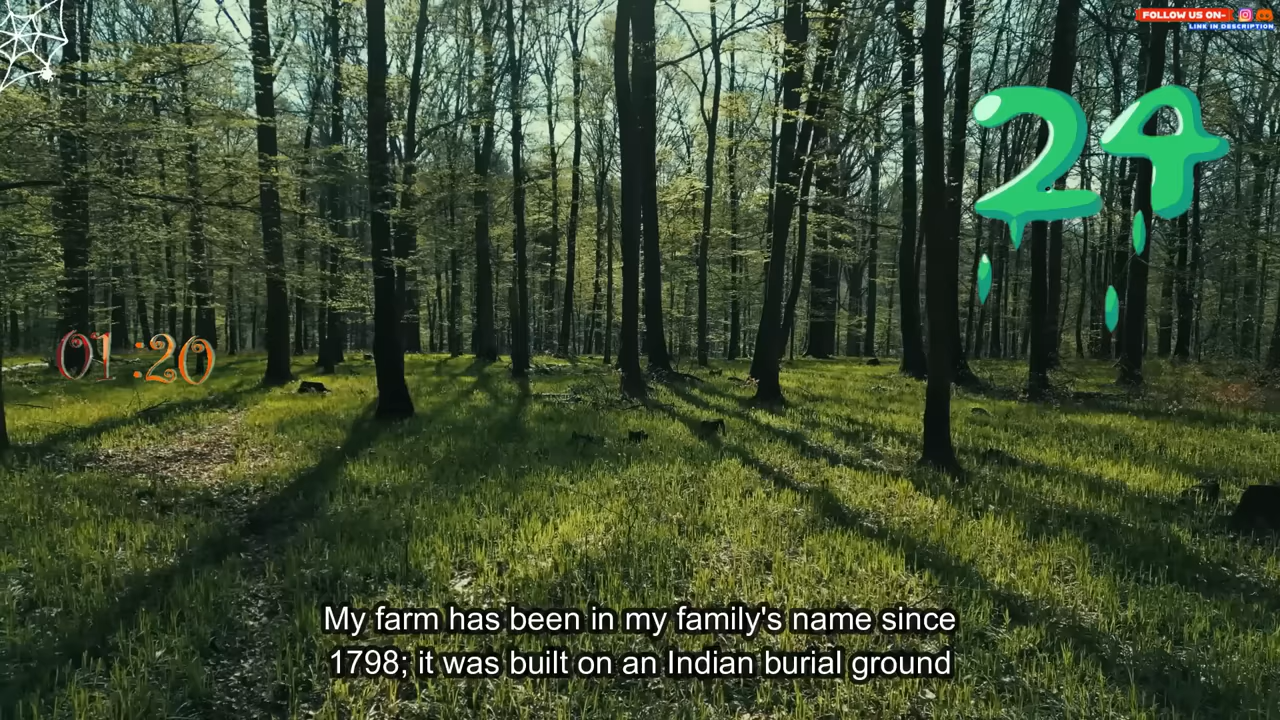 FOLLOW US ON-
LINK IN DESCRIPTION
24
01:20
My farm has been in my family's name since
1798; it was built on an Indian burial ground